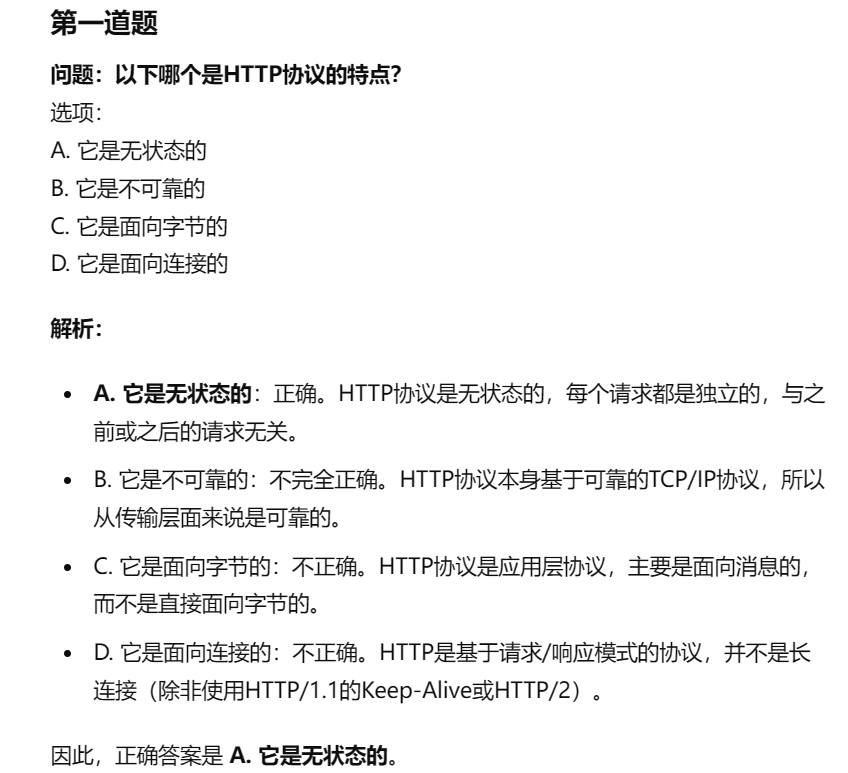 第一道题
问题：以下哪个是HTTP协议的特点？
选项：
A. 它是无状态的
B. 它是不可靠的
C. 它是面向字节的
D. 它是面向连接的
解析：
• A. 它是无状态的：正确。HTTP协议是无状态的，每个请求都是独立的，与之
前或之后的请求无关。
• B. 它是不可靠的：不完全正确。HTTP协议本身基于可靠的TCP/IP协议，所以
从传输层面来说是可靠的。
• C. 它是面向字节的：不正确。HTTP协议是应用层协议，主要是面向消息的，
而不是直接面向字节的。
• D. 它是面向连接的：不正确。HTTP是基于请求/响应模式的协议，并不是长
连接（除非使用HTTP/1.1的Keep-Alive或HTTP/2）。
因此，正确答案是 A. 它是无状态的。